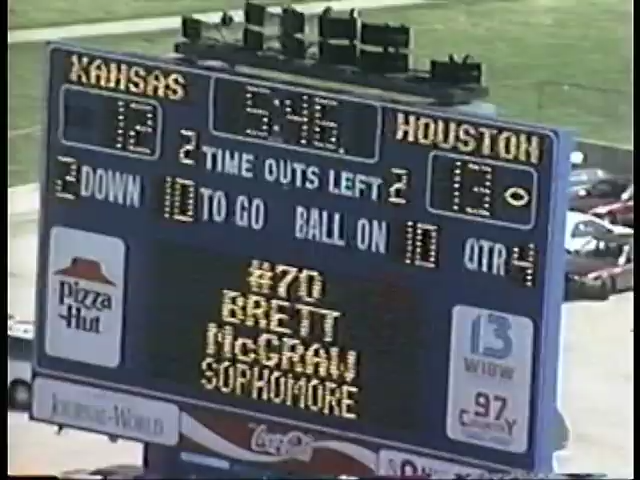 KANSAS HOUSTON
12 5:46 13
2 TIME OUTS LEFT 2
2 DOWN 10 TO GO BALL ON 10 QTR 4
#70
BRETT
McGRAW
SOPHOMORE
Pizza
Hut
13
WIBW
97
COUNTRY
JOURNAL-WORLD
Coca-Cola